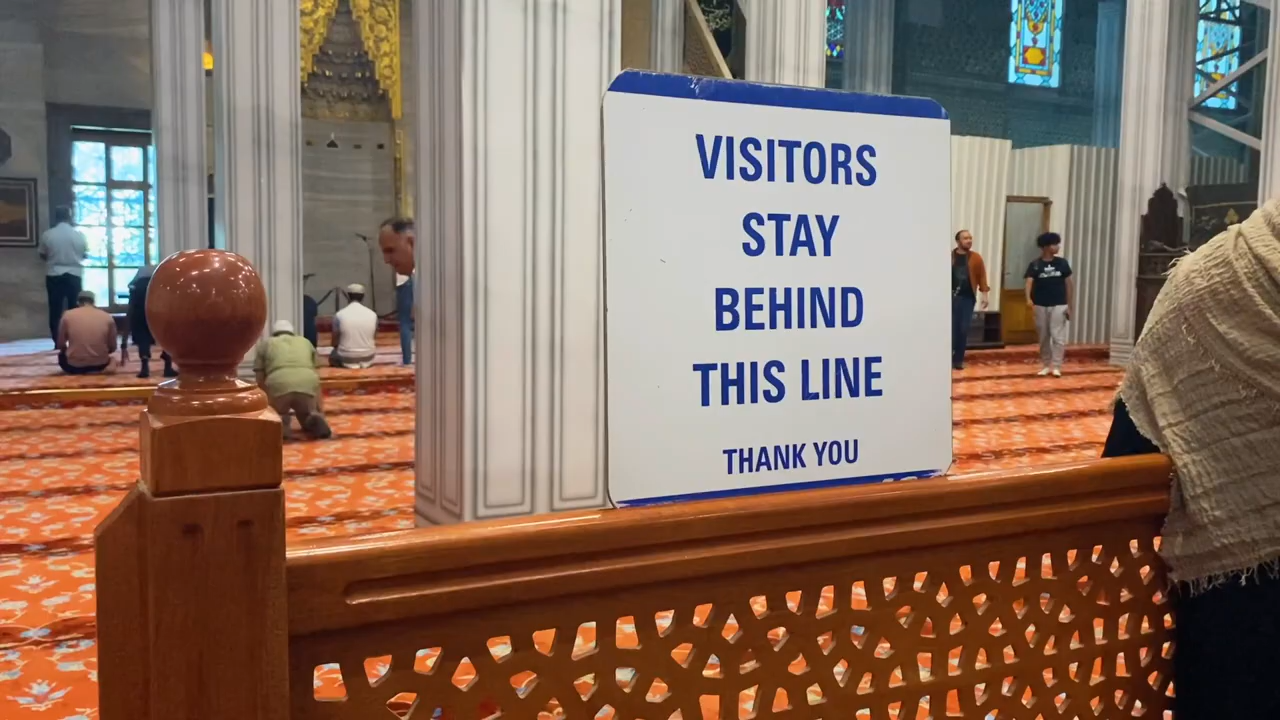 VISITORS
STAY
BEHIND
THIS LINE
THANK YOU